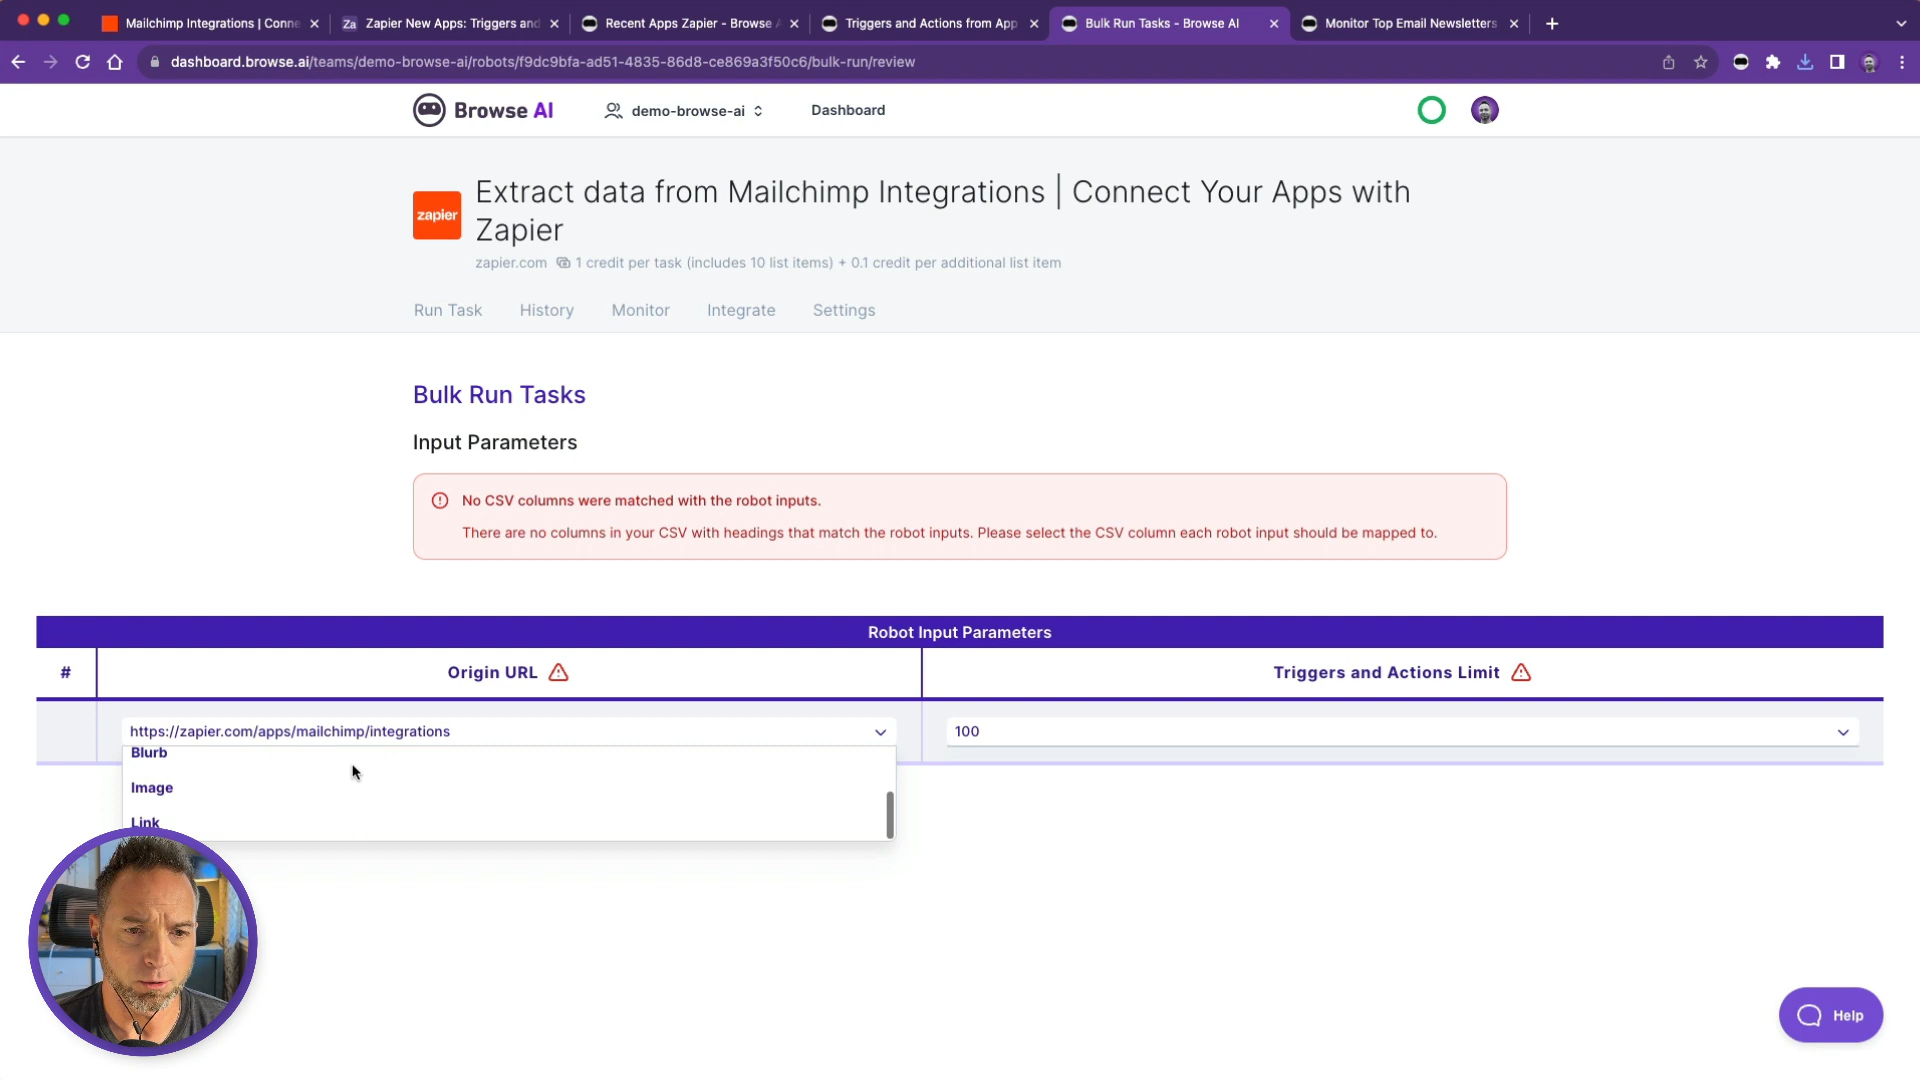 Mailchimp Integrations | Conne
Za Zapier New Apps: Triggers and
Recent Apps Zapier - Browse A
Triggers and Actions from App
Bulk Run Tasks - Browse AI
Monitor Top Email Newsletters
dashboard.browse.ai/teams/demo-browse-ai/robots/f9dc9bfa-ad51-4835-86d8-ce869a3f50c6/bulk-run/review
Browse AI
demo-browse-ai
Dashboard
zapier
Extract data from Mailchimp Integrations | Connect Your Apps with
Zapier
zapier.com 1 credit per task (includes 10 list items) + 0.1 credit per additional list item
Run Task
History
Monitor
Integrate
Settings
Bulk Run Tasks
Input Parameters
No CSV columns were matched with the robot inputs.
There are no columns in your CSV with headings that match the robot inputs. Please select the CSV column each robot input should be mapped to.
Robot Input Parameters
#
Origin URL
Triggers and Actions Limit
https://zapier.com/apps/mailchimp/integrations
100
Blurb
Image
Link
Help